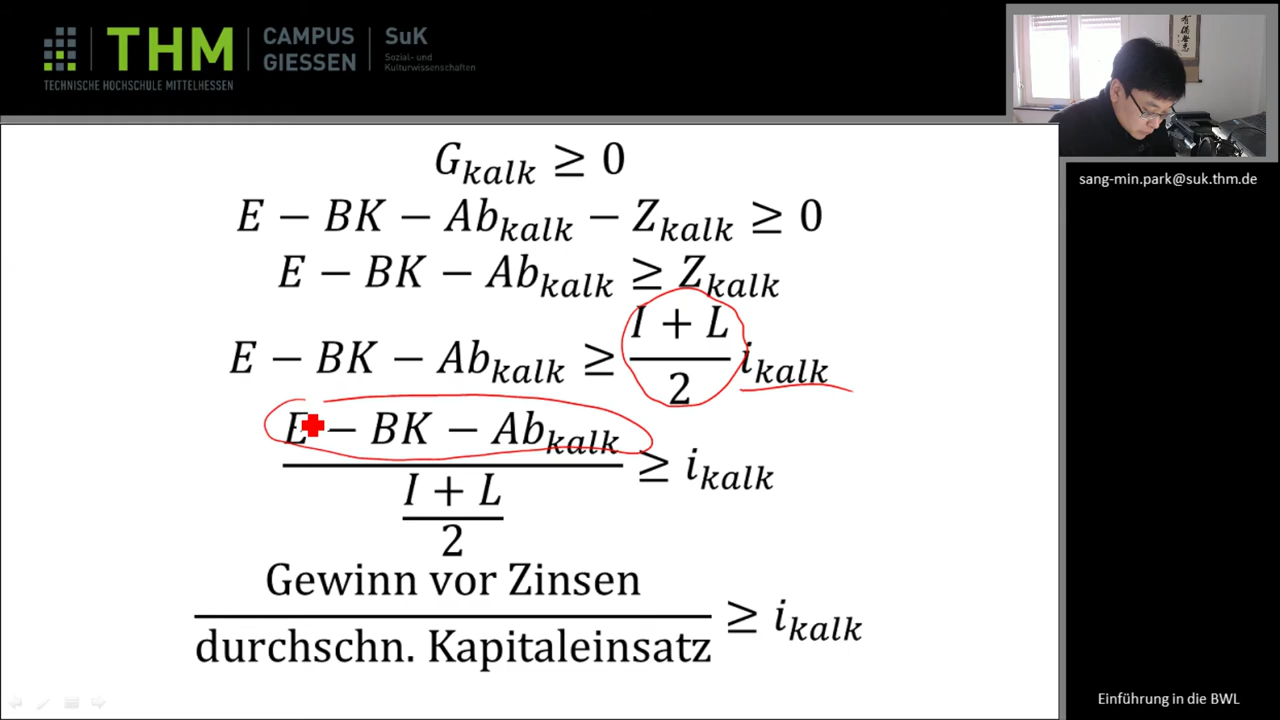 THM
TECHNISCHE HOCHSCHULE MITTELHESSEN
CAMPUS
GIESSEN
SuK
Sozial- und
Kulturwissenschaften
G_kalk ≥ 0
E − BK − Ab_kalk − Z_kalk ≥ 0
E − BK − Ab_kalk ≥ Z_kalk
E − BK − Ab_kalk ≥ (I + L)/2 i_kalk
(E − BK − Ab_kalk)/((I + L)/2) ≥ i_kalk
Gewinn vor Zinsen
durchschn. Kapitaleinsatz
≥ i_kalk
sang-min.park@suk.thm.de
Einführung in die BWL